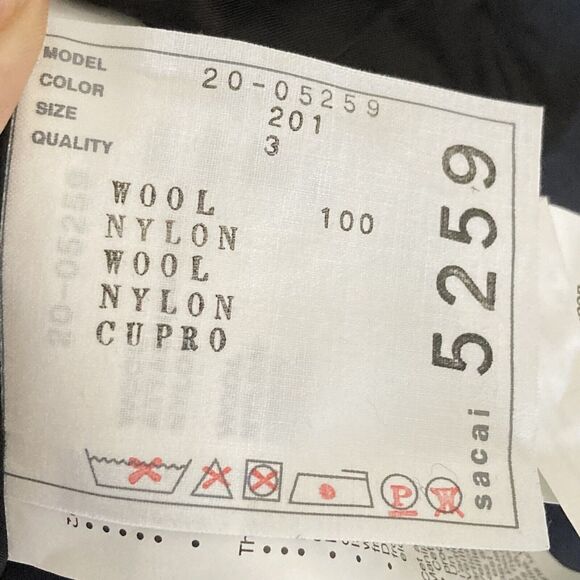 MODEL 20-05259
COLOR 201
SIZE 3
QUALITY
WOOL 100
NYLON
WOOL
NYLON
CUPRO
sacai 5259
P
W